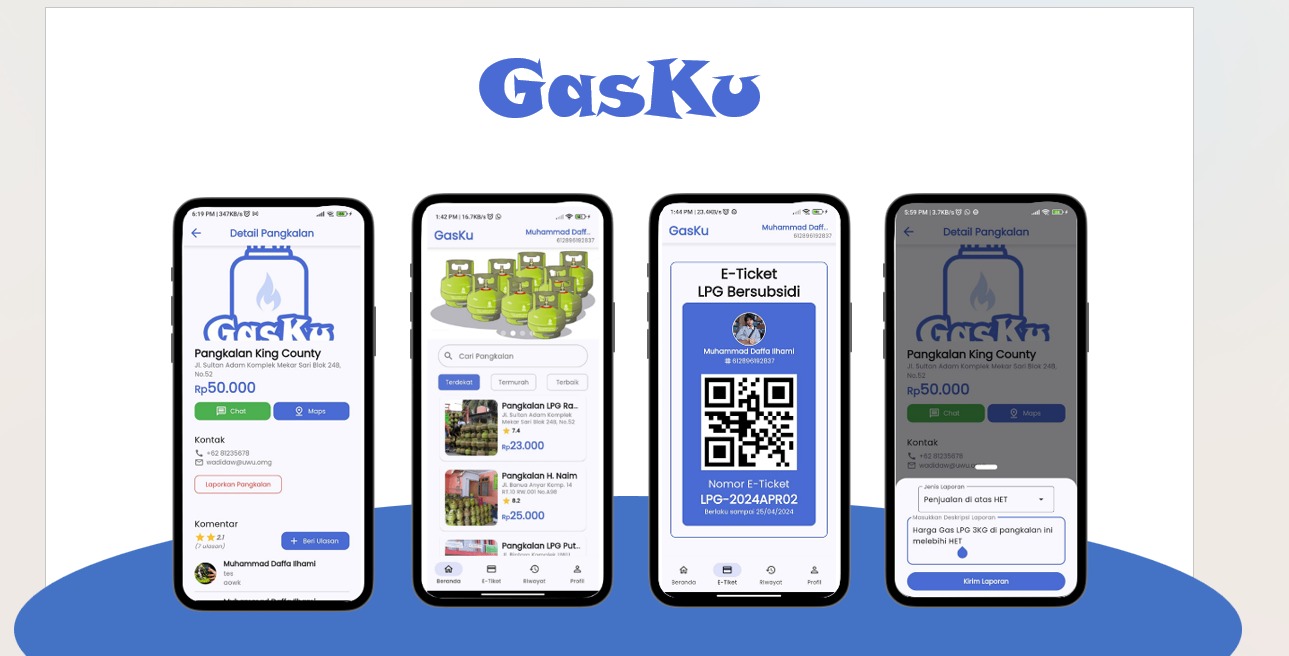 GasKu
6:19 PM | 347KB/s
Detail Pangkalan
GasKu
Pangkalan King County
Jl. Sultan Adam Komplek Mekar Sari Blok 24B,
No.52
Rp50.000
Chat
Maps
Kontak
+62 81235678
wadidaw@uwu.omg
Laporkan Pangkalan
Komentar
2.1
(7 ulasan)
+ Beri Ulasan
Muhammad Daffa Ilhami
tes
aowk
1:42 PM | 16.7KB/s
GasKu
Muhammad Daff..
612896192837
Cari Pangkalan
Terdekat
Termurah
Terbaik
Pangkalan LPG Ra...
Jl. Sultan Adam Komplek
Mekar Sari Blok 24B, No.52
7.4
Rp23.000
Pangkalan H. Naim
Jl. Banua Anyar Kemp. 14
RT.10 RW.001 No.A98
8.2
Rp25.000
Pangkalan LPG Put..
Beranda
E-Tiket
Riwayat
Profil
1:44 PM | 23.4KB/s
GasKu
Muhammad Daff..
612896192837
E-Ticket
LPG Bersubsidi
Muhammad Daffa Ilhami
612896192837
Nomor E-Ticket
LPG-2024APR02
Berlaku sampai 25/04/2024
Beranda
E-Tiket
Riwayat
Profil
5:59 PM | 3.7KB/s
Detail Pangkalan
GasKu
Pangkalan King County
Jl. Sultan Adam Komplek Mekar Sari Blok 24B,
No.52
Rp50.000
Chat
Maps
Kontak
+62 81235678
wadidaw@uwu.o
Jenis Laporan
Penjualan di atas HET
Masukkan Deskripsi Laporan
Harga Gas LPG 3KG di pangkalan ini
melebihi HET
Kirim Laporan